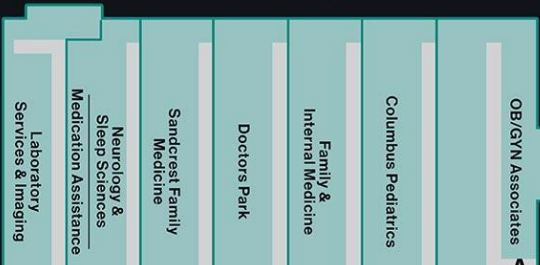 Laboratory
Services & Imaging
Neurology &
Sleep Sciences
Medication Assistance
Sandcrest Family
Medicine
Doctors Park
Family &
Internal Medicine
Columbus Pediatrics
OB/GYN Associates